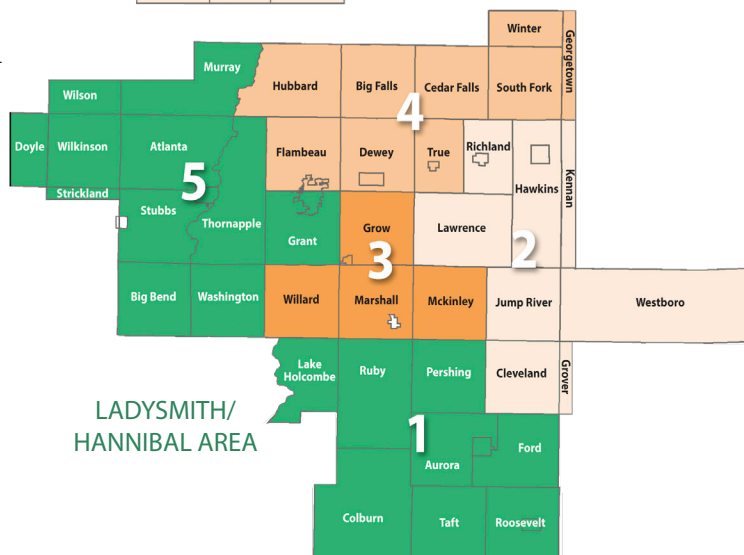 Winter
Georgetown
Murray
Hubbard
Big Falls
Cedar Falls
South Fork
Wilson
4
Doyle
Wilkinson
Atlanta
Flambeau
Dewey
True
Richland
Kennan
5
Hawkins
Strickland
Stubbs
Thornapple
Grant
Grow
Lawrence
3
2
Big Bend
Washington
Willard
Marshall
Mckinley
Jump River
Westboro
Lake
Holcombe
Ruby
Pershing
Cleveland
Grover
LADYSMITH/
HANNIBAL AREA
1
Aurora
Ford
Colburn
Taft
Roosevelt